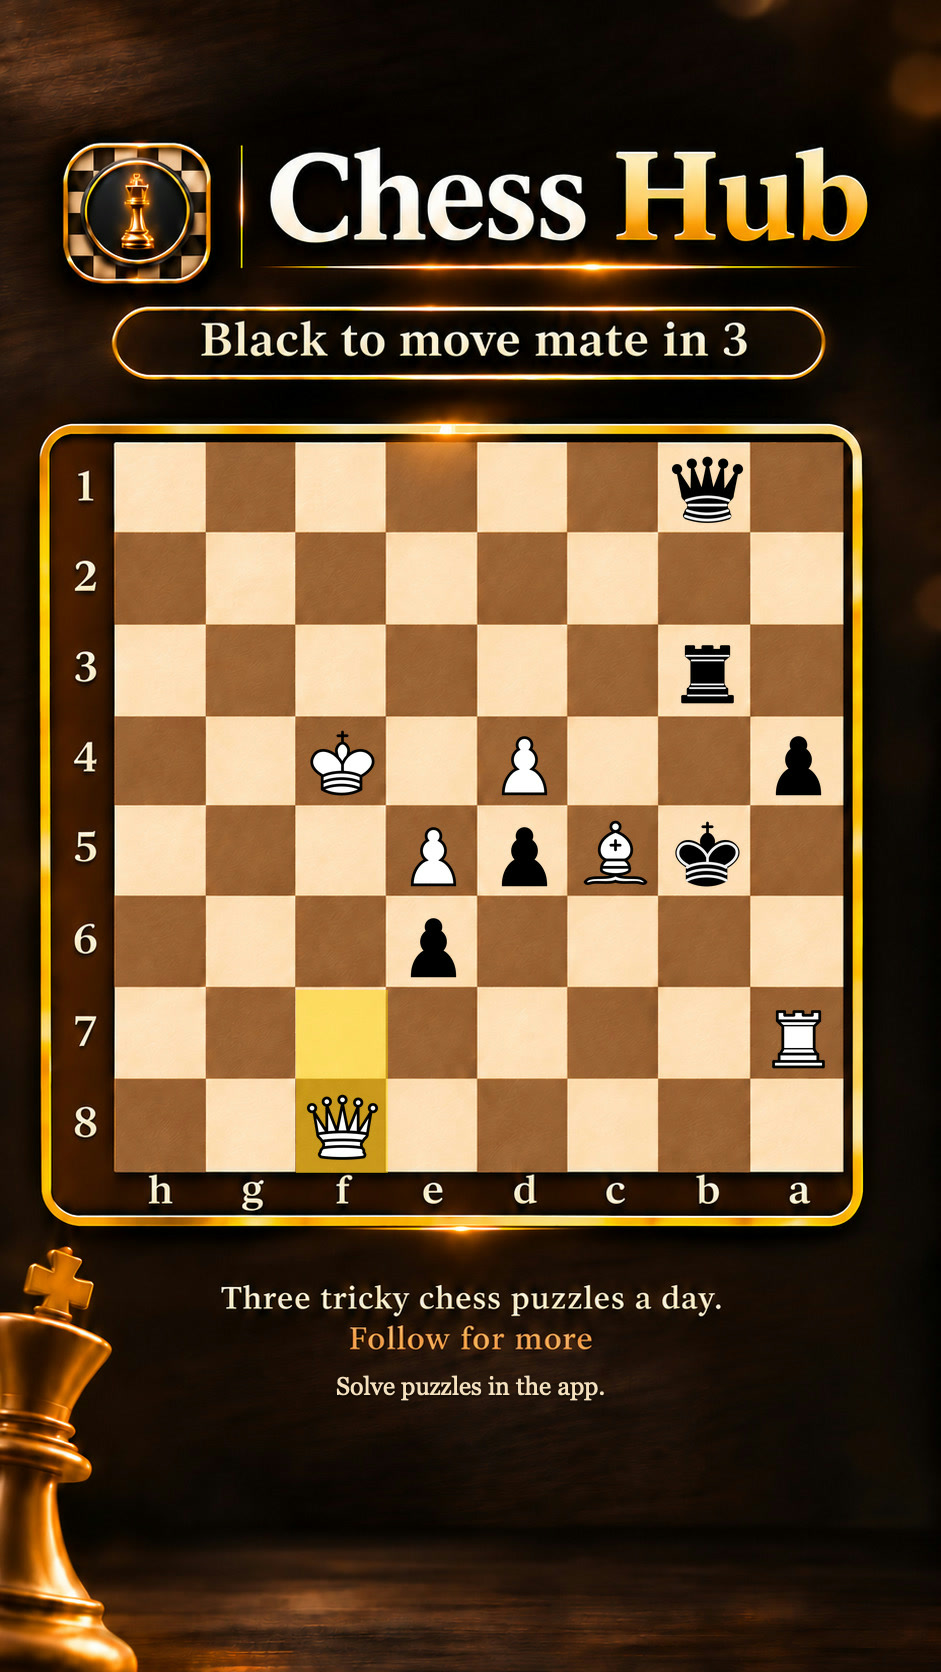 Chess Hub
Black to move mate in 3
1
2
3
4
5
6
7
8
h g f e d c b a
Three tricky chess puzzles a day.
Follow for more
Solve puzzles in the app.